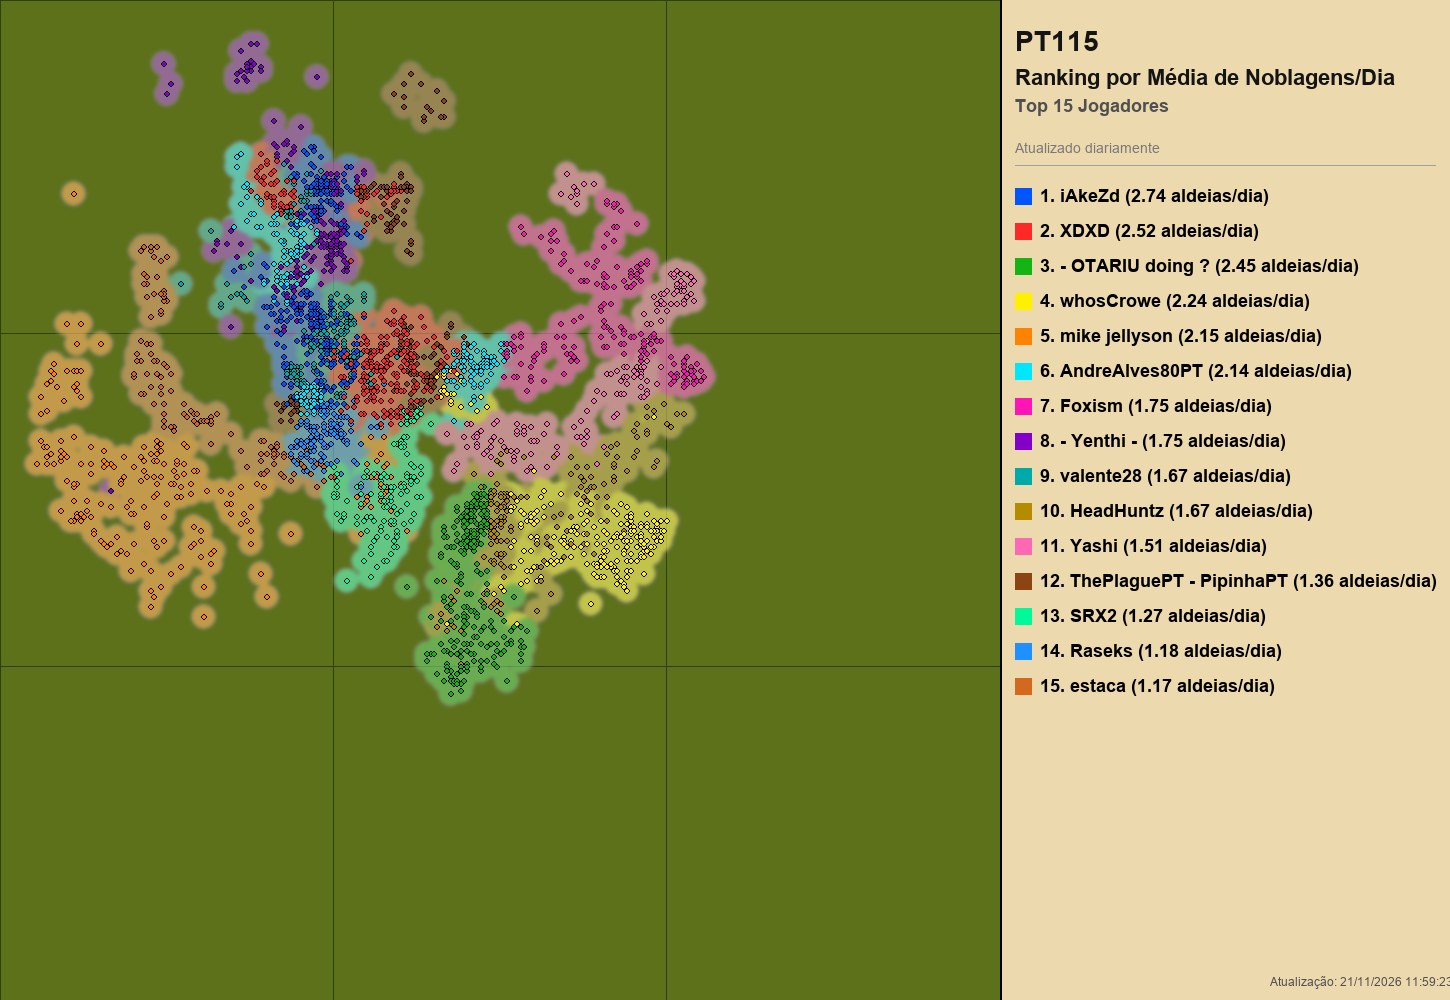 PT115
Ranking por Média de Noblagens/Dia
Top 15 Jogadores
Atualizado diariamente
1. iAkeZd (2.74 aldeias/dia)
2. XDXD (2.52 aldeias/dia)
3. - OTARIU doing ? (2.45 aldeias/dia)
4. whosCrowe (2.24 aldeias/dia)
5. mike jellyson (2.15 aldeias/dia)
6. AndreAlves80PT (2.14 aldeias/dia)
7. Foxism (1.75 aldeias/dia)
8. - Yenthi - (1.75 aldeias/dia)
9. valente28 (1.67 aldeias/dia)
10. HeadHuntz (1.67 aldeias/dia)
11. Yashi (1.51 aldeias/dia)
12. ThePlaguePT - PipinhaPT (1.36 aldeias/dia)
13. SRX2 (1.27 aldeias/dia)
14. Raseks (1.18 aldeias/dia)
15. estaca (1.17 aldeias/dia)
Atualização: 21/11/2026 11:59:23